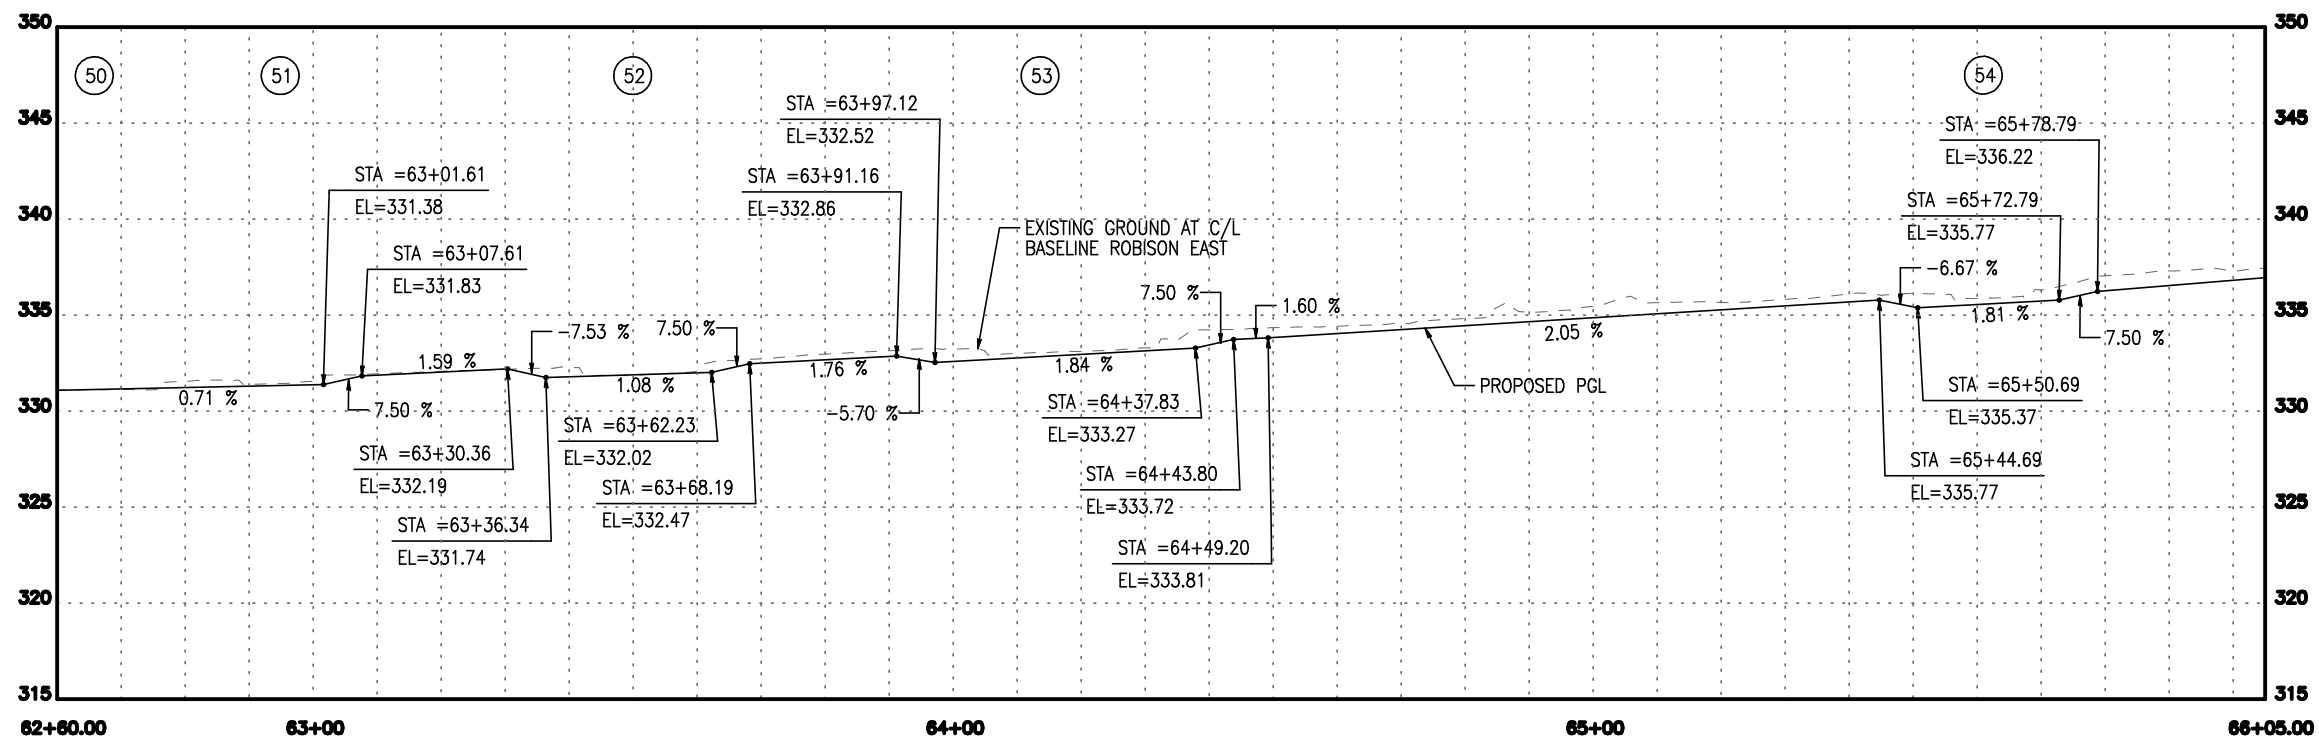 350
350
50
51
52
53
54
STA =63+97.12
EL=332.52
345
345
STA =65+78.79
EL=336.22
STA =63+01.61
EL=331.38
STA =63+91.16
EL=332.86
340
340
STA =65+72.79
EL=335.77
EXISTING GROUND AT C/L
BASELINE ROBISON EAST
STA =63+07.61
EL=331.83
-6.67 %
7.50 %
1.60 %
335
335
-7.53 %
7.50 %
2.05 %
1.81 %
7.50 %
1.59 %
1.76 %
1.84 %
1.08 %
PROPOSED PGL
0.71 %
7.50 %
-5.70 %
330
330
STA =64+37.83
EL=333.27
STA =65+50.69
EL=335.37
STA =63+62.23
EL=332.02
STA =63+30.36
EL=332.19
STA =64+43.80
EL=333.72
STA =65+44.69
EL=335.77
STA =63+68.19
EL=332.47
325
325
STA =63+36.34
EL=331.74
STA =64+49.20
EL=333.81
320
320
315
315
62+60.00
63+00
64+00
65+00
66+05.00